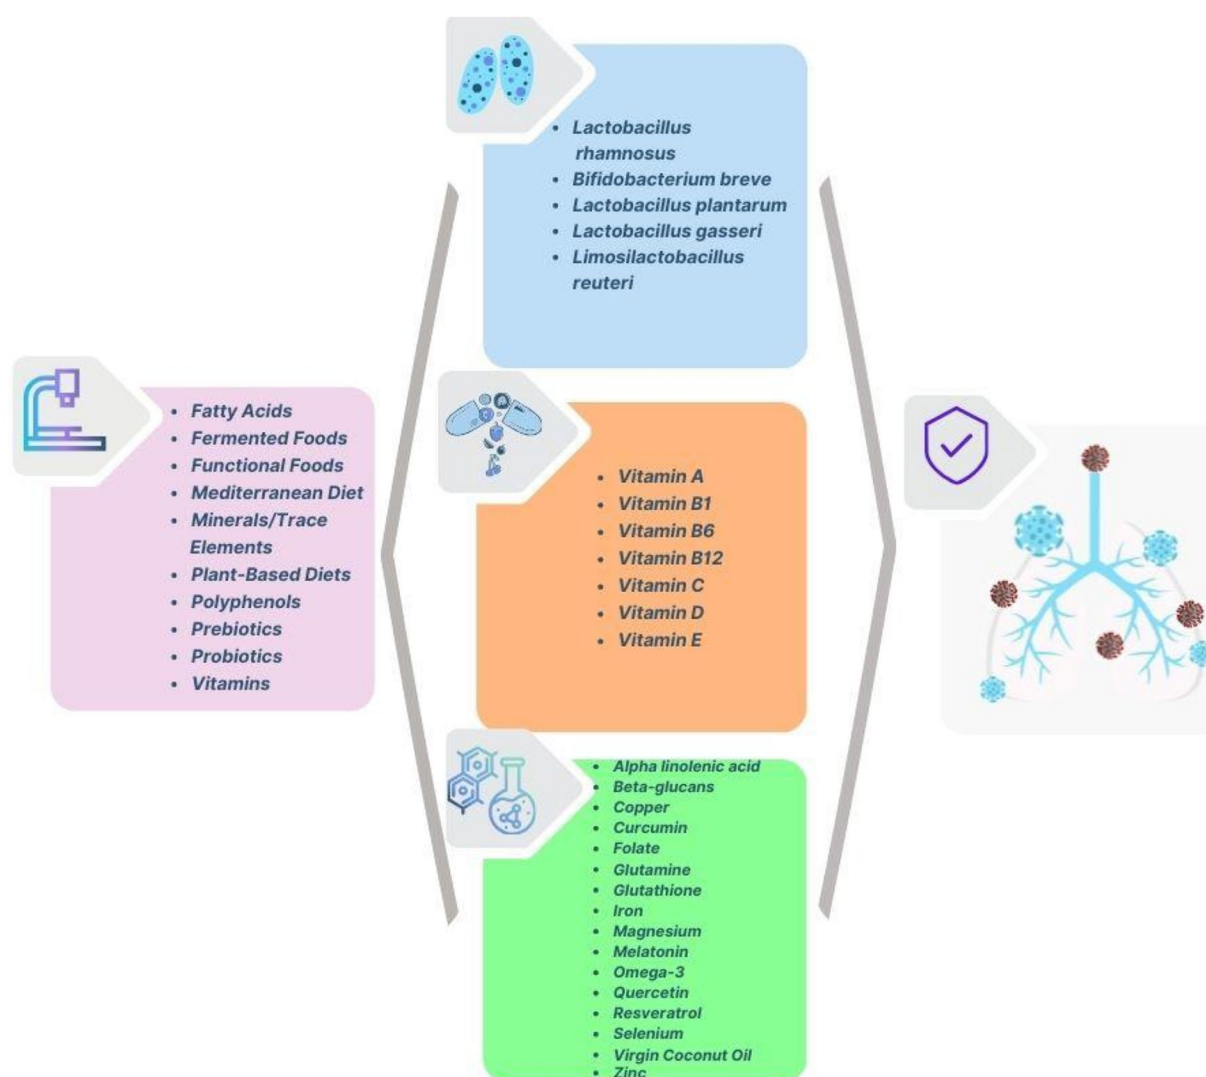 • Lactobacillus
rhamnosus
• Bifidobacterium breve
• Lactobacillus plantarum
• Lactobacillus gasseri
• Limosilactobacillus
reuteri
• Fatty Acids
• Fermented Foods
• Functional Foods
• Mediterranean Diet
• Minerals/Trace
Elements
• Plant-Based Diets
• Polyphenols
• Prebiotics
• Probiotics
• Vitamins
• Vitamin A
• Vitamin B1
• Vitamin B6
• Vitamin B12
• Vitamin C
• Vitamin D
• Vitamin E
• Alpha linolenic acid
• Beta-glucans
• Copper
• Curcumin
• Folate
• Glutamine
• Glutathione
• Iron
• Magnesium
• Melatonin
• Omega-3
• Quercetin
• Resveratrol
• Selenium
• Virgin Coconut Oil
• Zinc